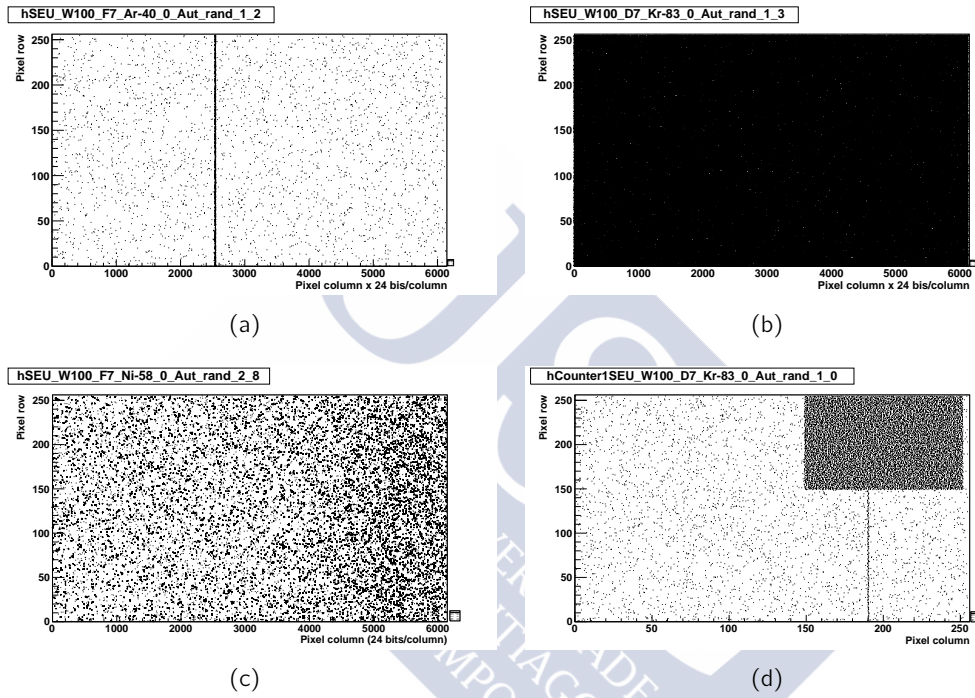 hSEU_W100_F7_Ar-40_0_Aut_rand_1_2
Pixel row
250
200
150
100
50
0
0 1000 2000 3000 4000 5000 6000
Pixel column x 24 bis/column
(a)
hSEU_W100_D7_Kr-83_0_Aut_rand_1_3
Pixel row
250
200
150
100
50
0
0 1000 2000 3000 4000 5000 6000
Pixel column x 24 bis/column
(b)
hSEU_W100_F7_Ni-58_0_Aut_rand_2_8
Pixel row
250
200
150
100
50
0
0 1000 2000 3000 4000 5000 6000
Pixel column (24 bits/column)
(c)
hCounter1SEU_W100_D7_Kr-83_0_Aut_rand_1_0
Pixel row
250
200
150
100
50
0
0 50 100 150 200 250
Pixel column
(d)